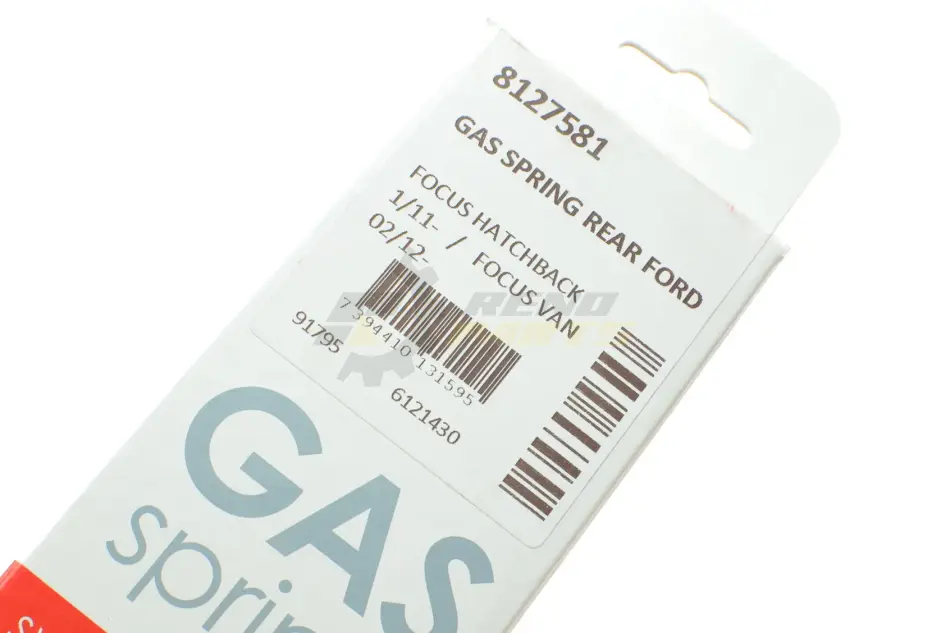 8127581
GAS SPRING REAR FORD
FOCUS HATCHBACK
1/11- / FOCUS VAN
02/12-
7 394410 131595
91795
6121430
GAS
sprin